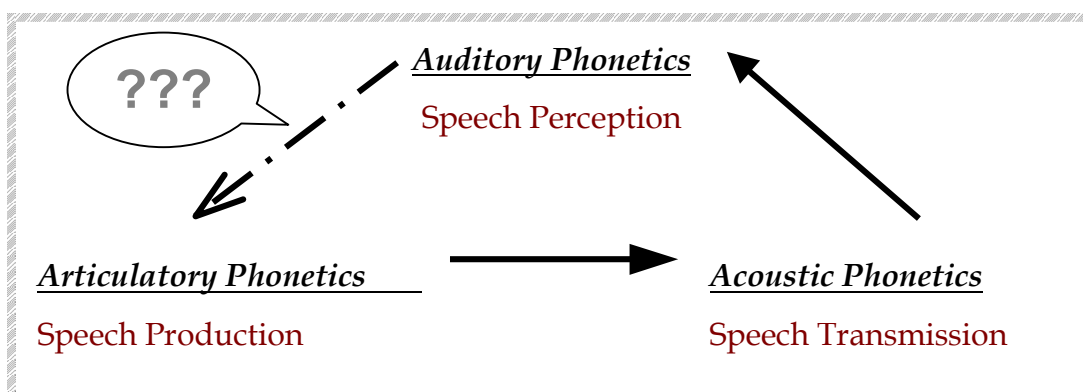 ???
Auditory Phonetics
Speech Perception
Articulatory Phonetics
Speech Production
Acoustic Phonetics
Speech Transmission